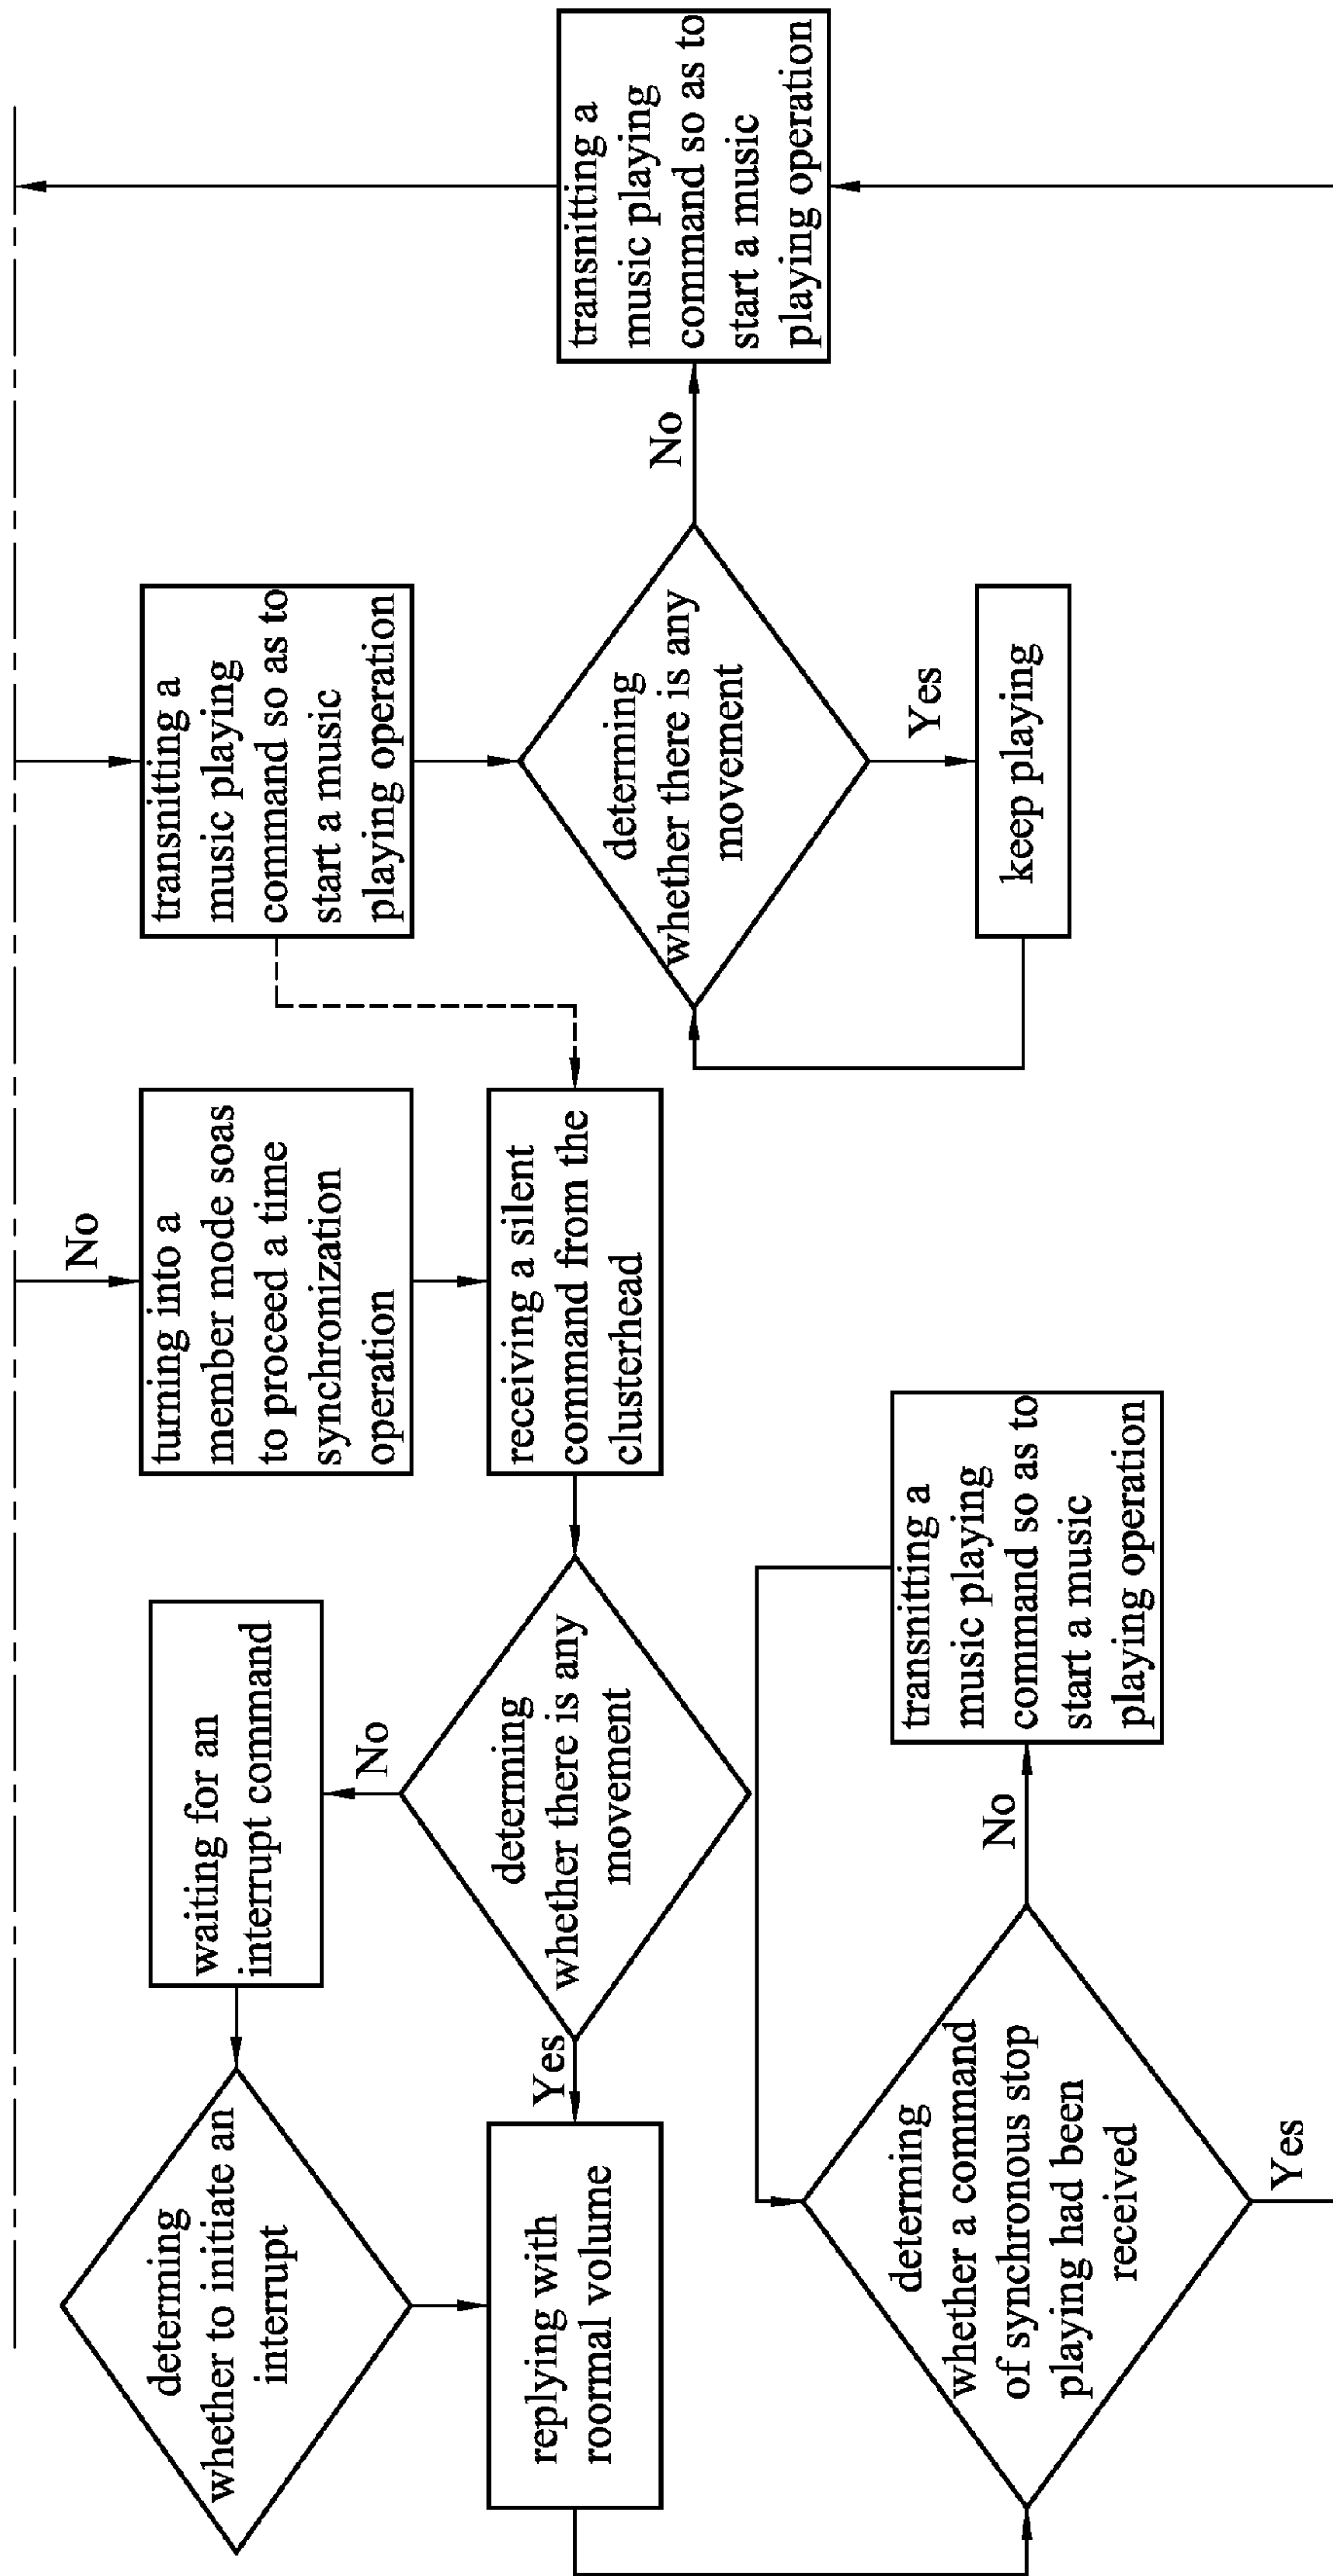 No
turning into a
member mode soas
to proceed a time
synchronization
operation
transnitting a
music playing
command so as to
start a music
playing operation
waiting for an
interrupt command
determing
whether to initiate an
interrupt
No
receiving a silent
command from the
clusterhead
determing
whether there is any
movement
Yes
replying with
roormal volume
determing
whether there is any
movement
No
transnitting a
music playing
command so as to
start a music
playing operation
Yes
keep playing
determing
whether a command
of synchronous stop
playing had been
received
No
transnitting a
music playing
command so as to
start a music
playing operation
Yes